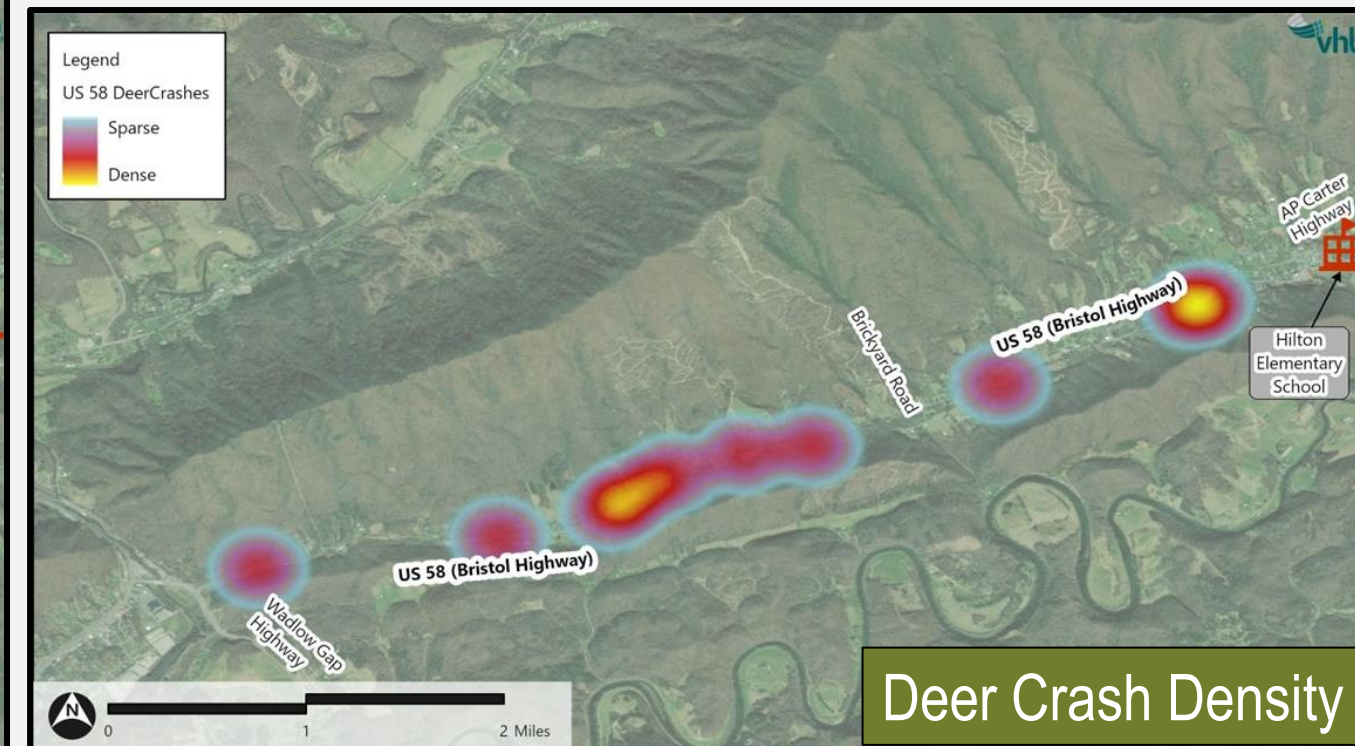 Legend
US 58 DeerCrashes
Sparse
Dense
AP Carter
Highway
US 58 (Bristol Highway)
Brickyard Road
Hilton
Elementary
School
US 58 (Bristol Highway)
Wadlow Gap
Highway
N
0 1 2 Miles
Deer Crash Density